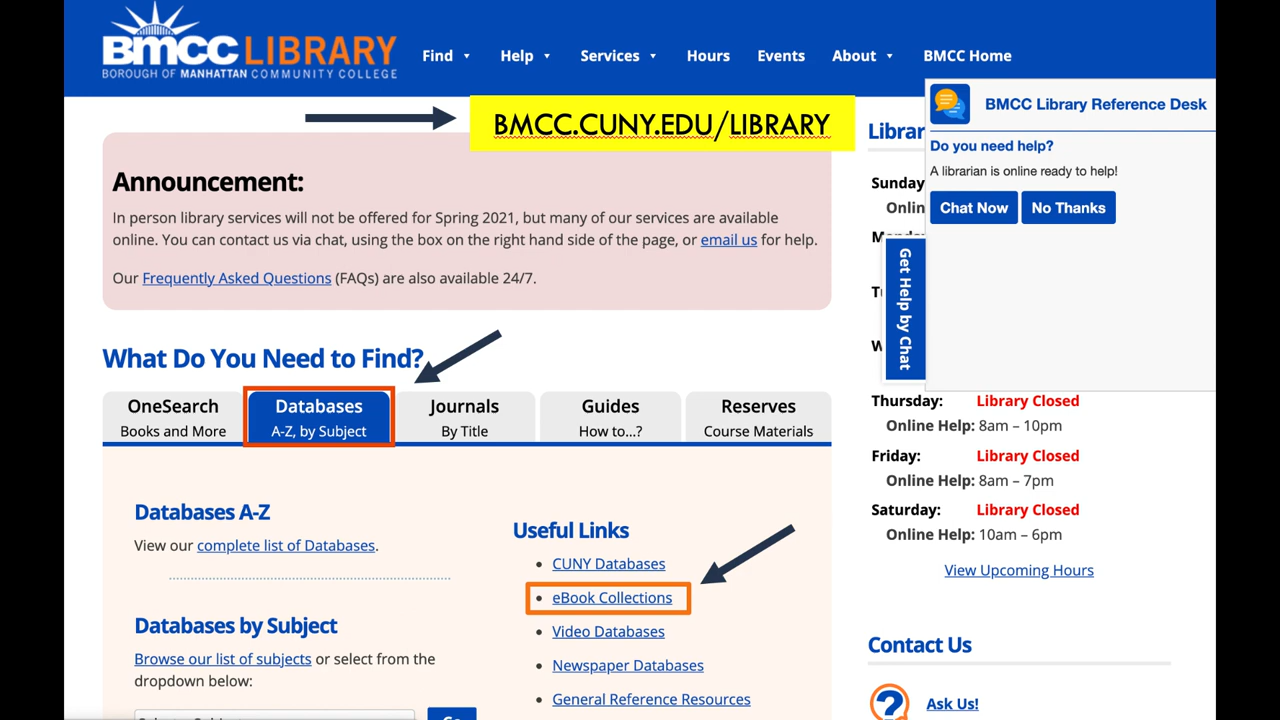 BMCC LIBRARY
BOROUGH OF MANHATTAN COMMUNITY COLLEGE
Find Help Services Hours Events About BMCC Home
BMCC.CUNY.EDU/LIBRARY
Announcement:
In person library services will not be offered for Spring 2021, but many of our services are available
online. You can contact us via chat, using the box on the right hand side of the page, or email us for help.
Our Frequently Asked Questions (FAQs) are also available 24/7.
What Do You Need to Find?
OneSearch
Books and More
Databases
A-Z, by Subject
Journals
By Title
Guides
How to...?
Reserves
Course Materials
Databases A-Z
View our complete list of Databases.
Databases by Subject
Browse our list of subjects or select from the
dropdown below:
Useful Links
CUNY Databases
eBook Collections
Video Databases
Newspaper Databases
General Reference Resources
BMCC Library Reference Desk
Do you need help?
A librarian is online ready to help!
Chat Now No Thanks
Get Help by Chat
Sunday
Thursday: Library Closed
Online Help: 8am – 10pm
Friday: Library Closed
Online Help: 8am – 7pm
Saturday: Library Closed
Online Help: 10am – 6pm
View Upcoming Hours
Contact Us
Ask Us!